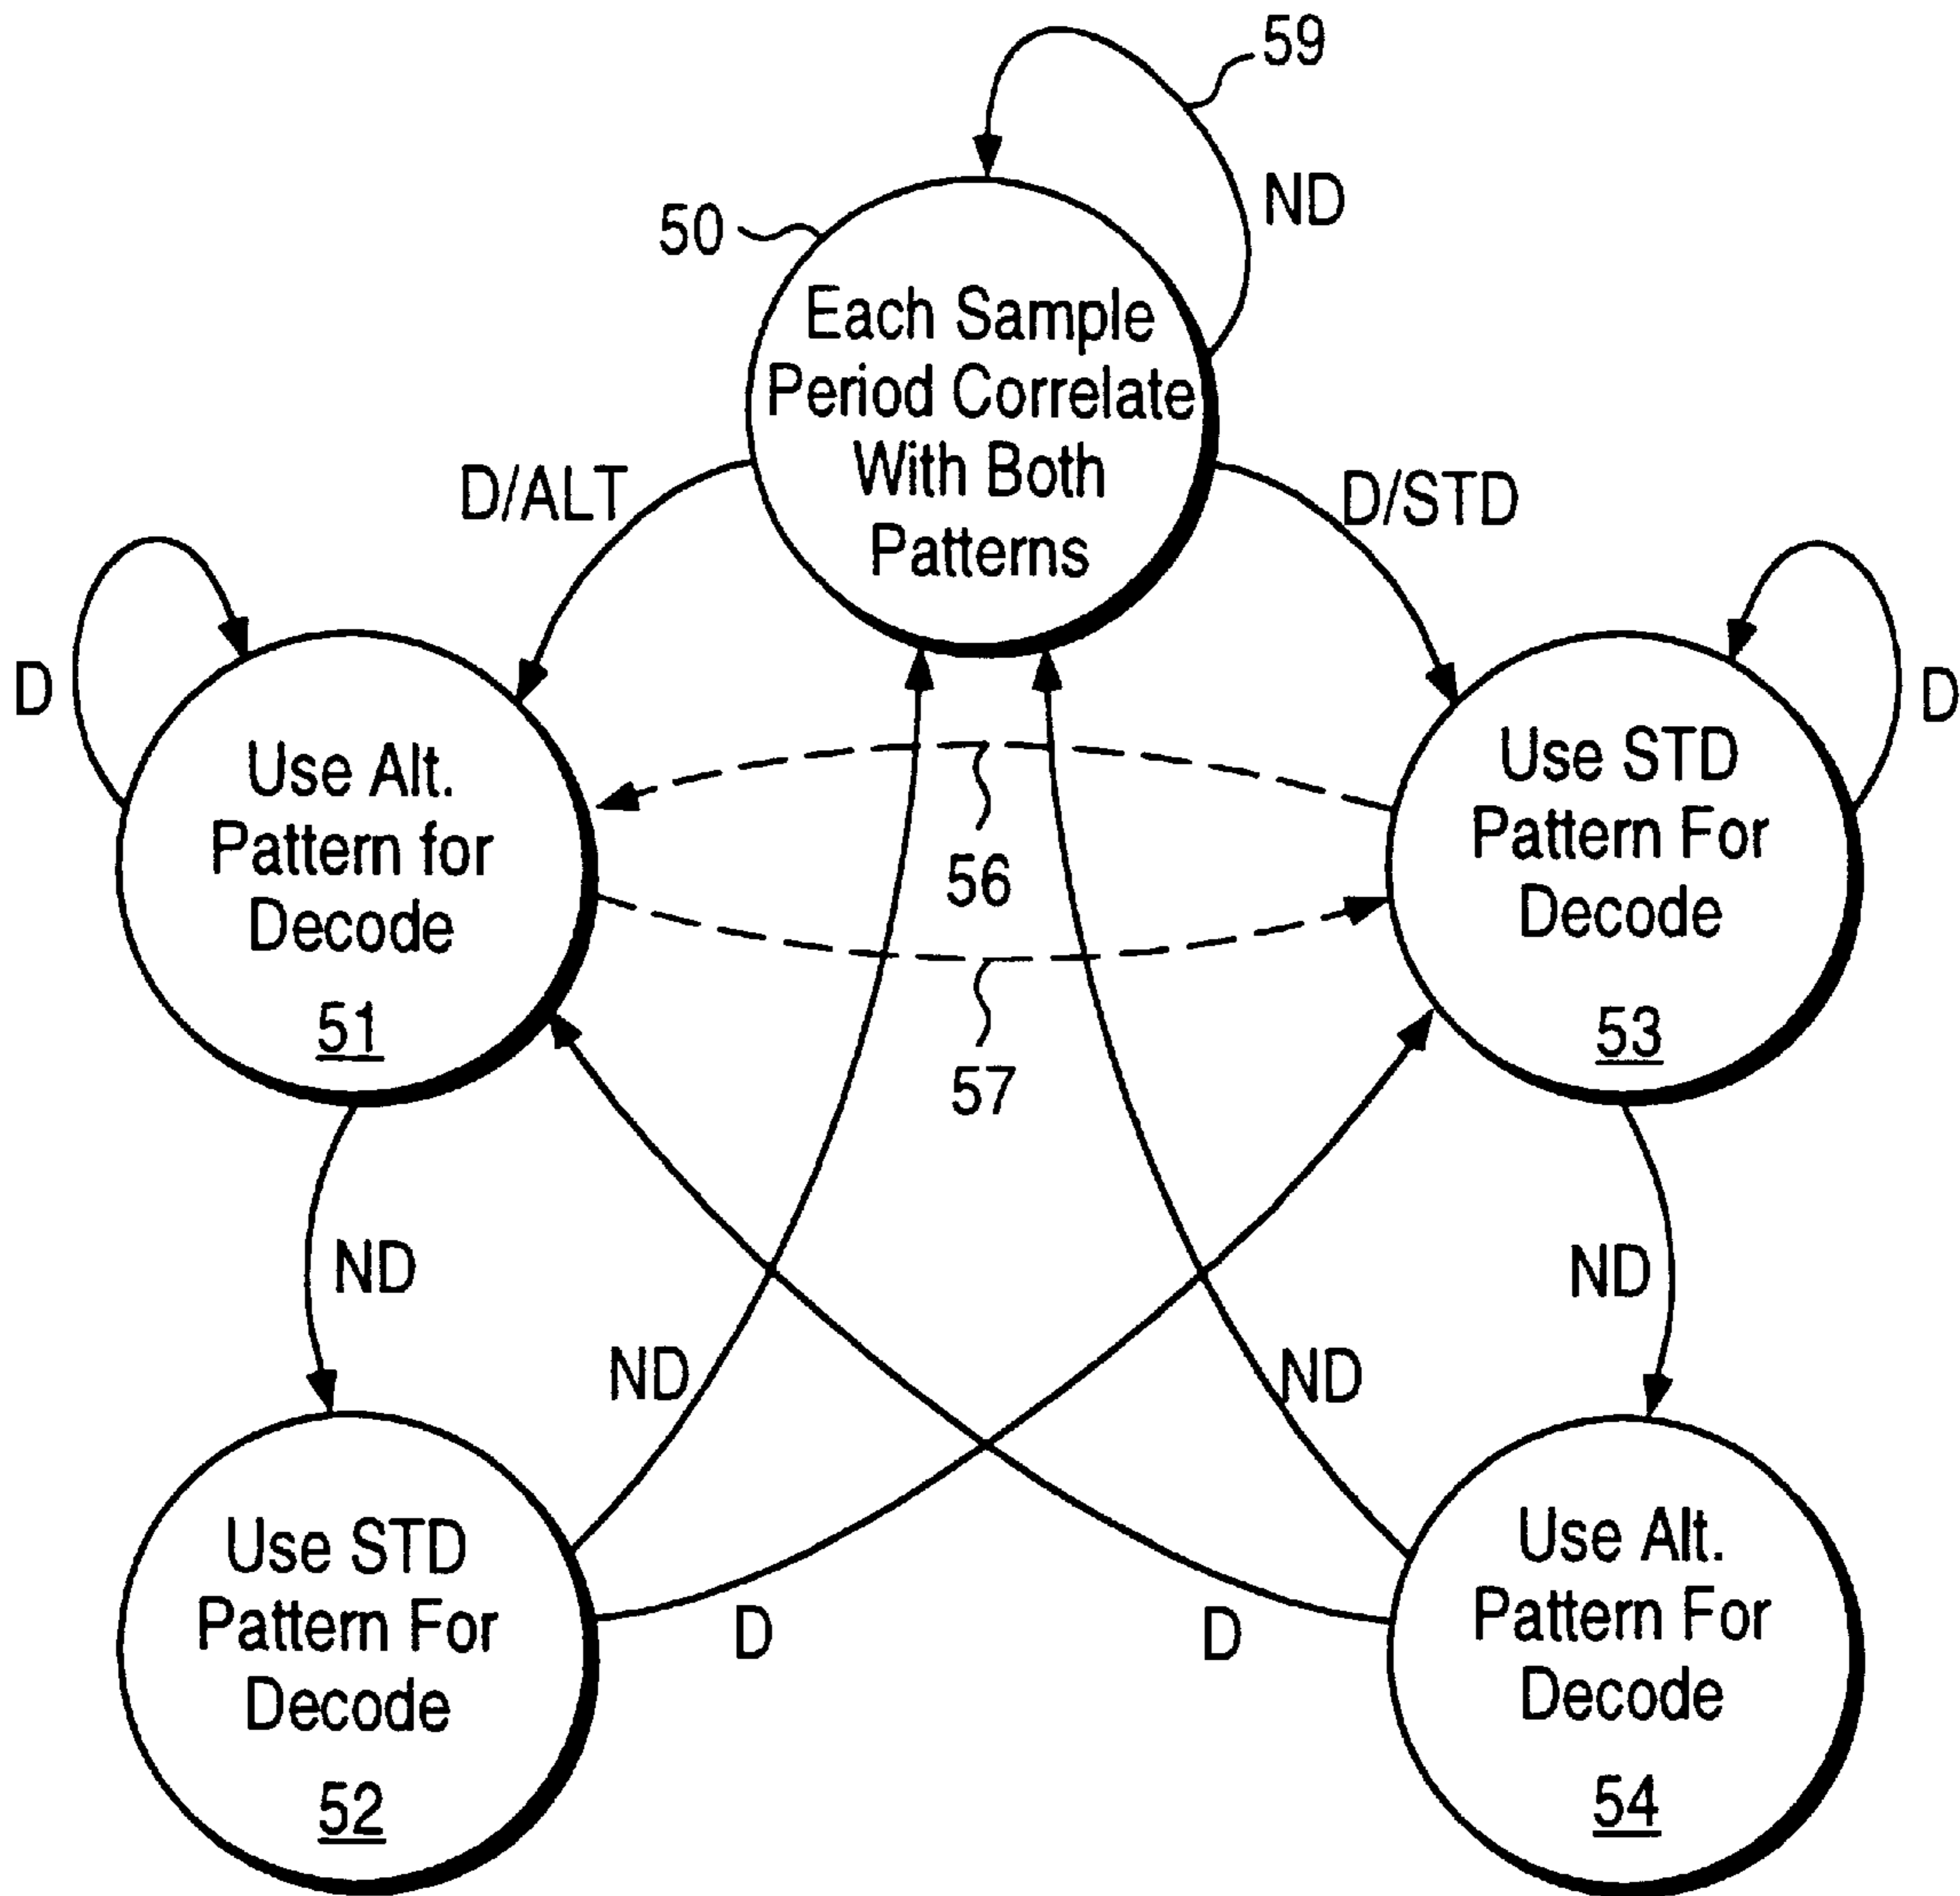 59
ND
50
Each Sample
Period Correlate
With Both
Patterns
D/ALT
D/STD
D
D
Use Alt.
Pattern for
Decode
51
Use STD
Pattern For
Decode
53
56
57
ND
ND
ND
ND
Use STD
Pattern For
Decode
52
D
D
Use Alt.
Pattern For
Decode
54